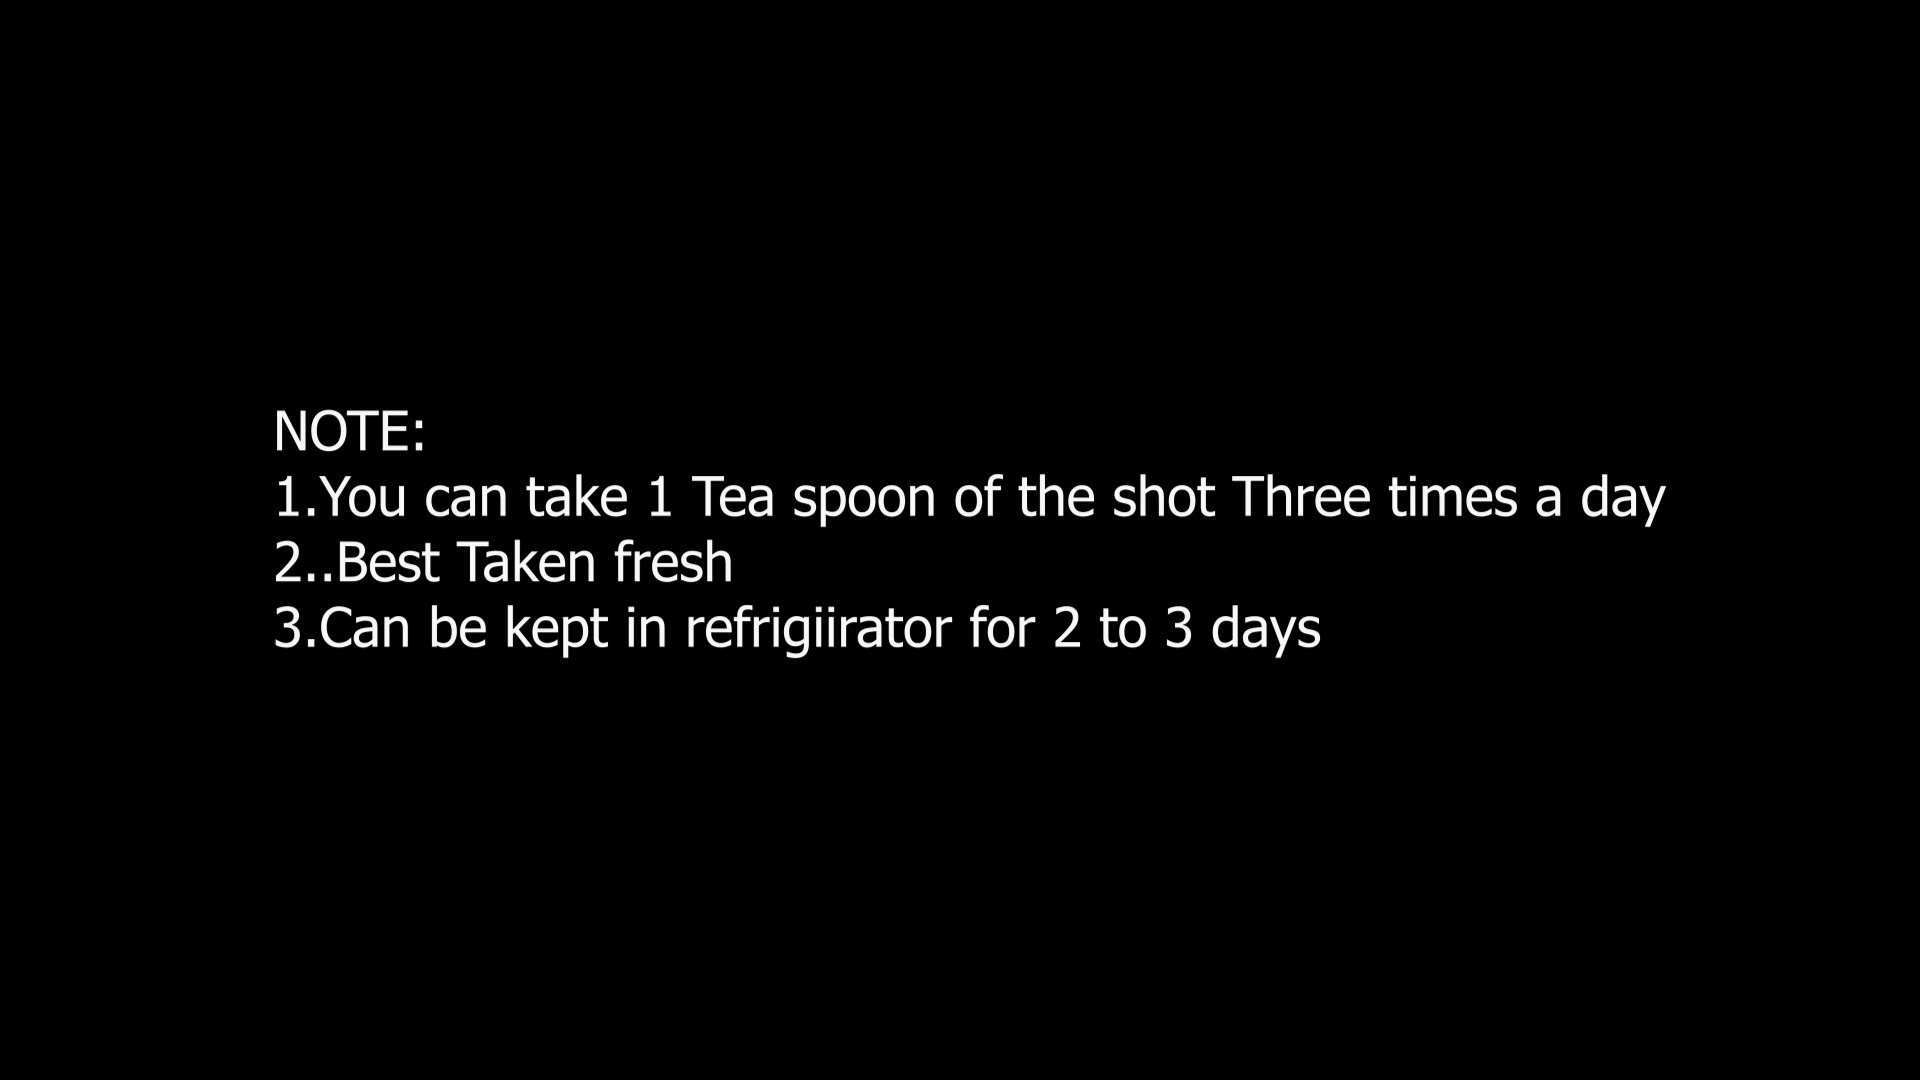 NOTE:
1.You can take 1 Tea spoon of the shot Three times a day
2..Best Taken fresh
3.Can be kept in refrigiirator for 2 to 3 days